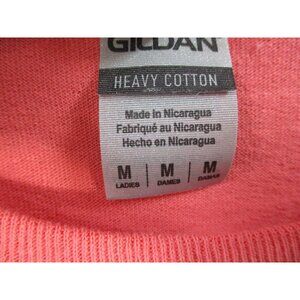 GILDAN
HEAVY COTTON
Made in Nicaragua
Fabriqué au Nicaragua
Hecho en Nicaragua
M M M
LADIES DAMES DAMAS